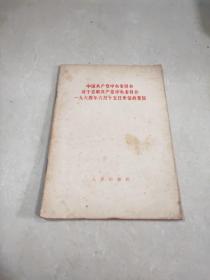 中国共产党中央委员会
对于苏联共产党中央委员会
一九六四年六月十五日来信的复信
人民出版社